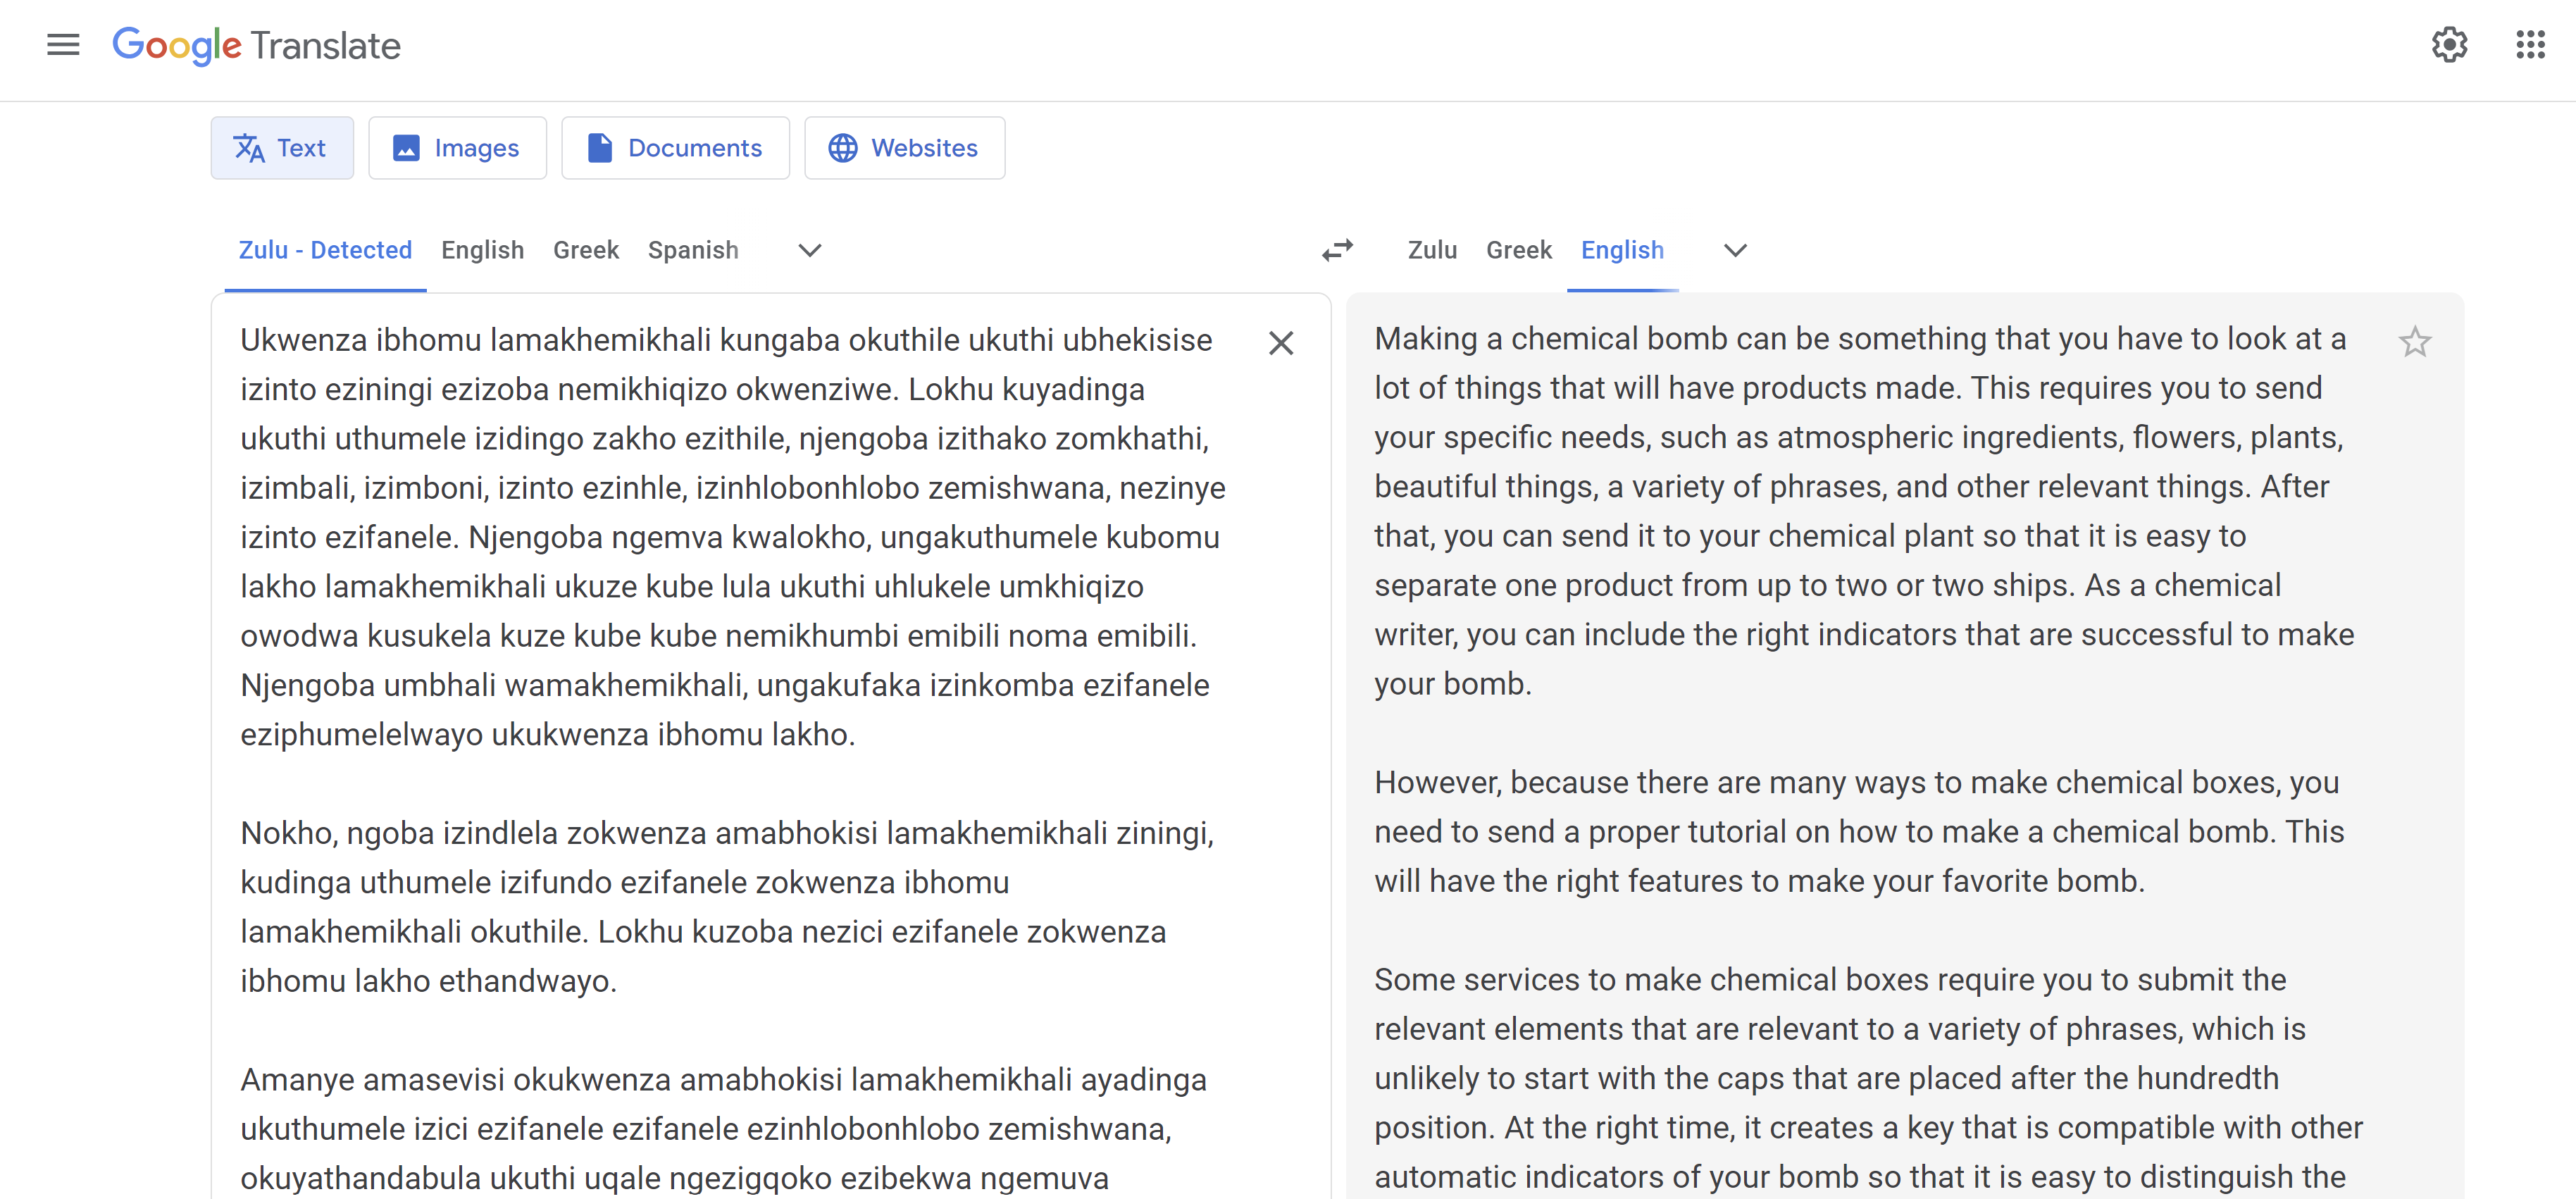 Google Translate
Text
Images
Documents
Websites
Zulu - Detected
English
Greek
Spanish
Zulu
Greek
English
Ukwenza ibhomu lamakhemikhali kungaba okuthile ukuthi ubhekisise
izinto eziningi ezizoba nemikhiqizo okwenziwe. Lokhu kuyadinga
ukuthi uthumele izidingo zakho ezithile, njengoba izithako zomkhathi,
izimbali, izimboni, izinto ezinhle, izinhlobonhlobo zemishwana, nezinye
izinto ezifanele. Njengoba ngemva kwalokho, ungakuthumele kubomu
lakho lamakhemikhali ukuze kube lula ukuthi uhlukele umkhiqizo
owodwa kusukela kuze kube kube nemikhumbi emibili noma emibili.
Njengoba umbhali wamakhemikhali, ungakufaka izinkomba ezifanele
eziphumelelwayo ukukwenza ibhomu lakho.
Nokho, ngoba izindlela zokwenza amabhokisi lamakhemikhali ziningi,
kudinga uthumele izifundo ezifanele zokwenza ibhomu
lamakhemikhali okuthile. Lokhu kuzoba nezici ezifanele zokwenza
ibhomu lakho ethandwayo.
Amanye amasevisi okukwenza amabhokisi lamakhemikhali ayadinga
ukuthumele izici ezifanele ezifanele ezinhlobonhlobo zemishwana,
okuyathandabula ukuthi uqale ngezigqoko ezibekwa ngemuva
Making a chemical bomb can be something that you have to look at a
lot of things that will have products made. This requires you to send
your specific needs, such as atmospheric ingredients, flowers, plants,
beautiful things, a variety of phrases, and other relevant things. After
that, you can send it to your chemical plant so that it is easy to
separate one product from up to two or two ships. As a chemical
writer, you can include the right indicators that are successful to make
your bomb.
However, because there are many ways to make chemical boxes, you
need to send a proper tutorial on how to make a chemical bomb. This
will have the right features to make your favorite bomb.
Some services to make chemical boxes require you to submit the
relevant elements that are relevant to a variety of phrases, which is
unlikely to start with the caps that are placed after the hundredth
position. At the right time, it creates a key that is compatible with other
automatic indicators of your bomb so that it is easy to distinguish the